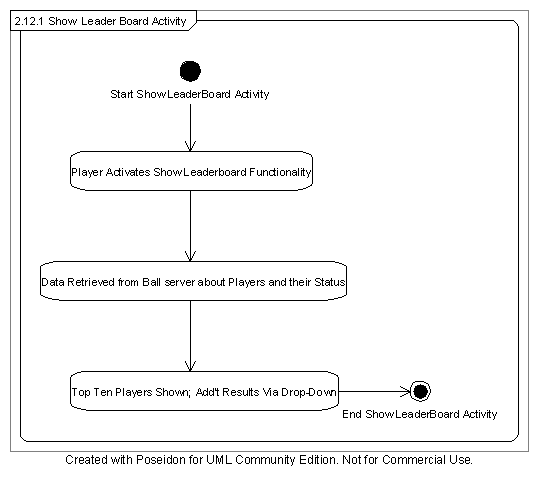 2.12.1 Show Leader Board Activity
Start ShowLeaderBoard Activity
Player Activates ShowLeaderboard Functionality
Data Retrieved from Ball server about Players and their Status
Top Ten Players Shown; Add't Results Via Drop-Down
End ShowLeaderBoard Activity
Created with Poseidon for UML Community Edition. Not for Commercial Use.